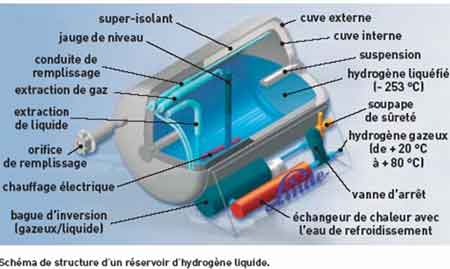 super-isolant
jauge de niveau
conduite de
remplissage
extraction de gaz
extraction
de liquide
orifice
de remplissage
chauffage électrique
bague d'inversion
(gazeux/liquide)
cuve externe
cuve interne
suspension
hydrogène liquéfié
(- 253 °C)
soupape
de sûreté
hydrogène gazeux
(de + 20 °C
à + 80 °C)
vanne d'arrêt
échangeur de chaleur avec
l'eau de refroidissement
Linde
Schéma de structure d'un réservoir d'hydrogène liquide.